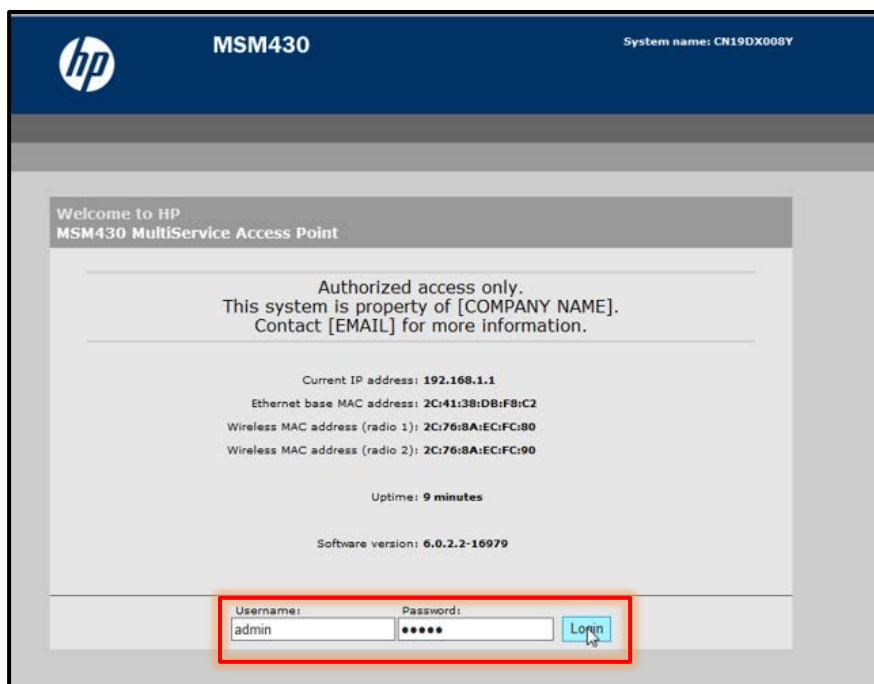 hp
MSM430
System name: CN19DX008Y
Welcome to HP
MSM430 MultiService Access Point
Authorized access only.
This system is property of [COMPANY NAME].
Contact [EMAIL] for more information.
Current IP address: 192.168.1.1
Ethernet base MAC address: 2C:41:38:DB:F8:C2
Wireless MAC address (radio 1): 2C:76:8A:EC:FC:80
Wireless MAC address (radio 2): 2C:76:8A:EC:FC:90
Uptime: 9 minutes
Software version: 6.0.2.2-16979
Username: Password:
admin ●●●●● Login